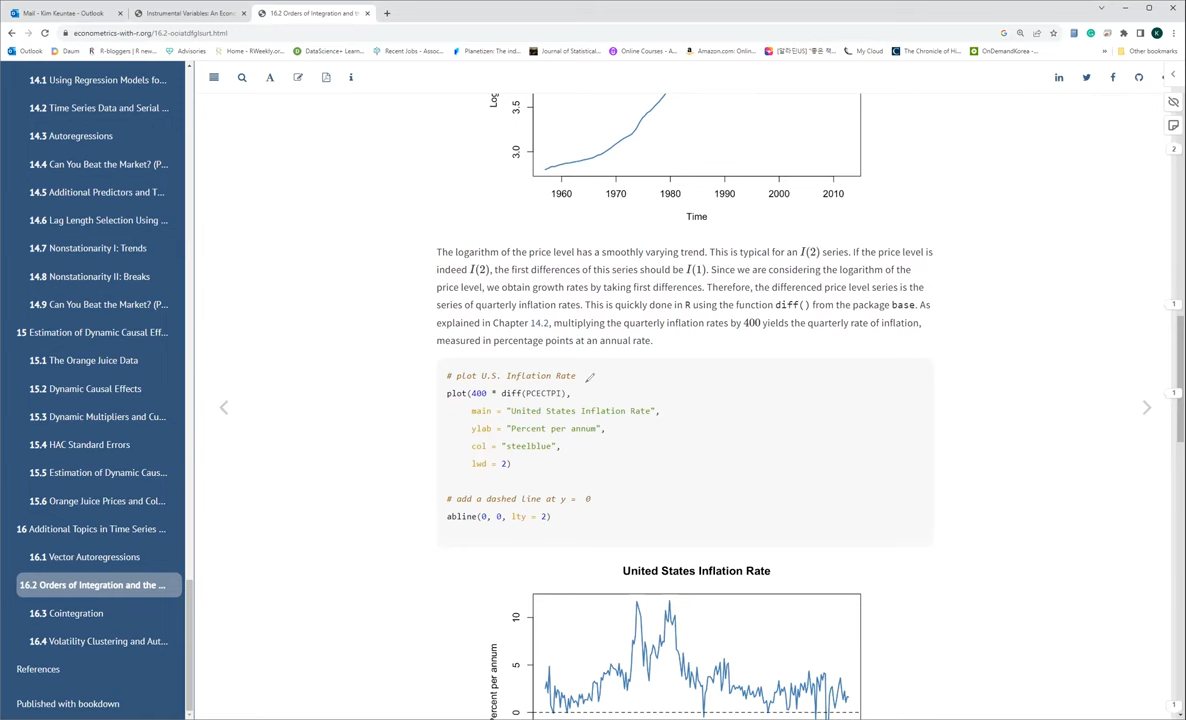 Mail - Kim Keuntae - Outlook
Instrumental Variables: An Econ
16.2 Orders of Integration and th
econometrics-with-r.org/16.2-ooiatdfglsurt.html
K
Outlook
Daum
R-bloggers | R new...
Advisories
Home - RWeekly.or...
DataScience+ Learn...
Recent Jobs - Assoc...
Planetizen: The ind...
Journal of Statistical...
Online Courses - A...
Amazon.com: Onlin...
My Cloud
The Chronicle of Hi...
OnDemandKorea -...
Other bookmarks
14.1 Using Regression Models fo...
14.2 Time Series Data and Serial ...
14.3 Autoregressions
14.4 Can You Beat the Market? (P...
14.5 Additional Predictors and T...
14.6 Lag Length Selection Using ...
14.7 Nonstationarity I: Trends
14.8 Nonstationarity II: Breaks
14.9 Can You Beat the Market? (P...
15 Estimation of Dynamic Causal Eff...
15.1 The Orange Juice Data
15.2 Dynamic Causal Effects
15.3 Dynamic Multipliers and Cu...
15.4 HAC Standard Errors
15.5 Estimation of Dynamic Caus...
15.6 Orange Juice Prices and Col...
16 Additional Topics in Time Series ...
16.1 Vector Autoregressions
16.2 Orders of Integration and the ...
16.3 Cointegration
16.4 Volatility Clustering and Aut...
References
Published with bookdown
3.5
3.0
1960 1970 1980 1990 2000 2010
Time
The logarithm of the price level has a smoothly varying trend. This is typical for an I(2) series. If the price level is
indeed I(2), the first differences of this series should be I(1). Since we are considering the logarithm of the
price level, we obtain growth rates by taking first differences. Therefore, the differenced price level series is the
series of quarterly inflation rates. This is quickly done in R using the function diff() from the package base. As
explained in Chapter 14.2, multiplying the quarterly inflation rates by 400 yields the quarterly rate of inflation,
measured in percentage points at an annual rate.
# plot U.S. Inflation Rate
plot(400 * diff(PCECTPI),
main = "United States Inflation Rate",
ylab = "Percent per annum",
col = "steelblue",
lwd = 2)
# add a dashed line at y = 0
abline(0, 0, lty = 2)
United States Inflation Rate
Percent per annum
10
5
0
2
1
1
1